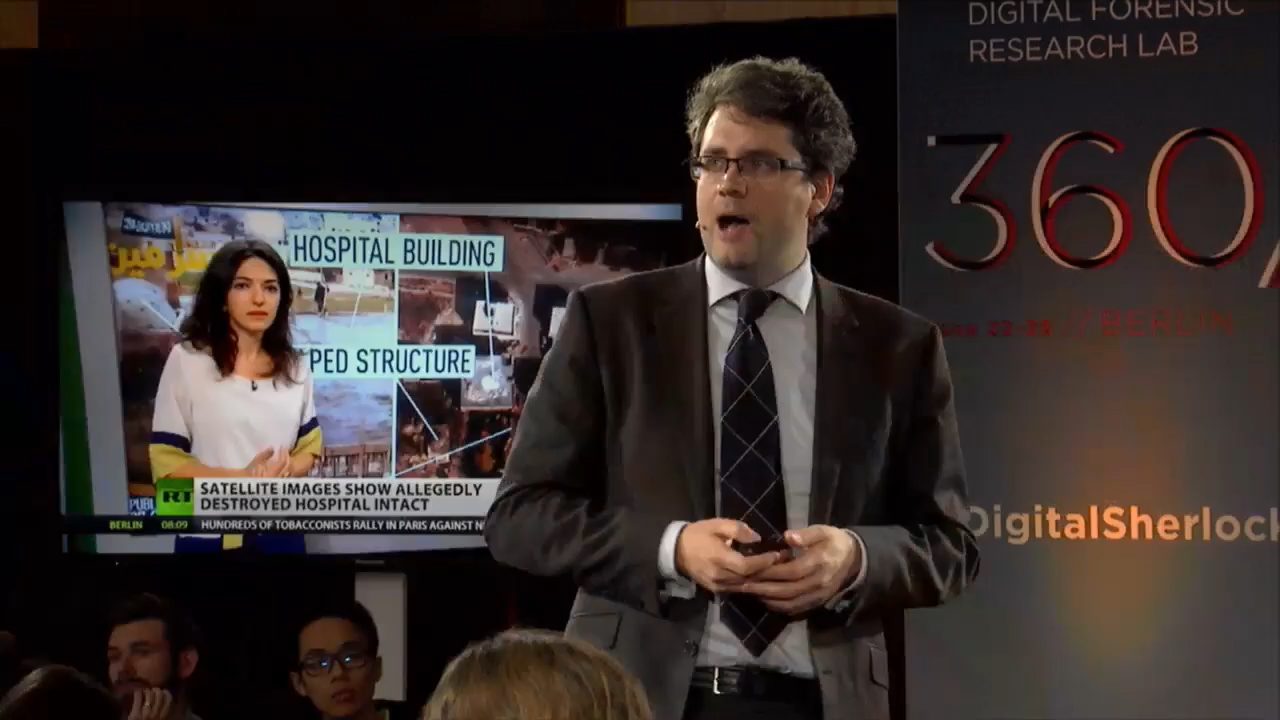 DIGITAL FORENSIC
RESEARCH LAB
360/
// BERLIN
DigitalSherloc
HOSPITAL BUILDING
PED STRUCTURE
RT
SATELLITE IMAGES SHOW ALLEGEDLY
DESTROYED HOSPITAL INTACT
BERLIN 08:09 HUNDREDS OF TOBACCONISTS RALLY IN PARIS AGAINST